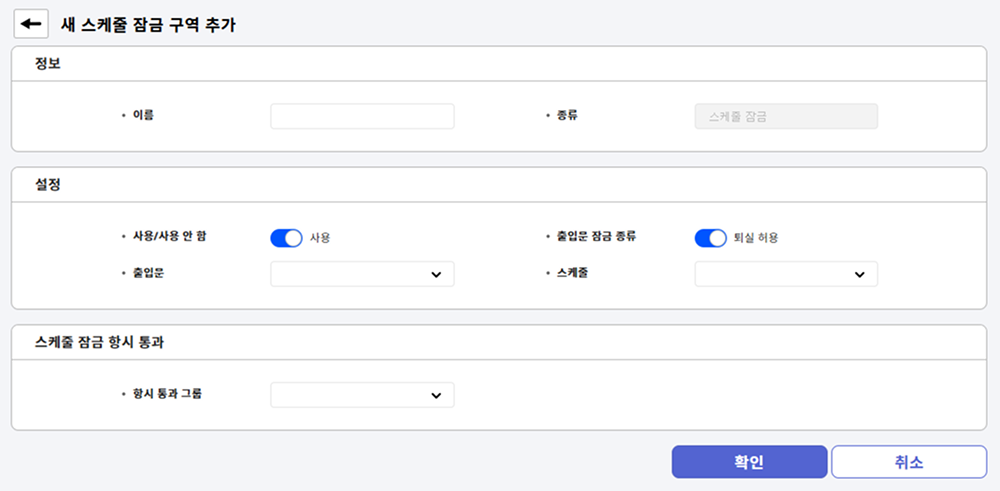 새 스케줄 잠금 구역 추가
정보
• 이름
• 종류 스케줄 잠금
설정
• 사용/사용 안 함 사용 • 출입문 잠금 종류 퇴실 허용
• 출입문 • 스케줄
스케줄 잠금 항시 통과
• 항시 통과 그룹
확인 취소